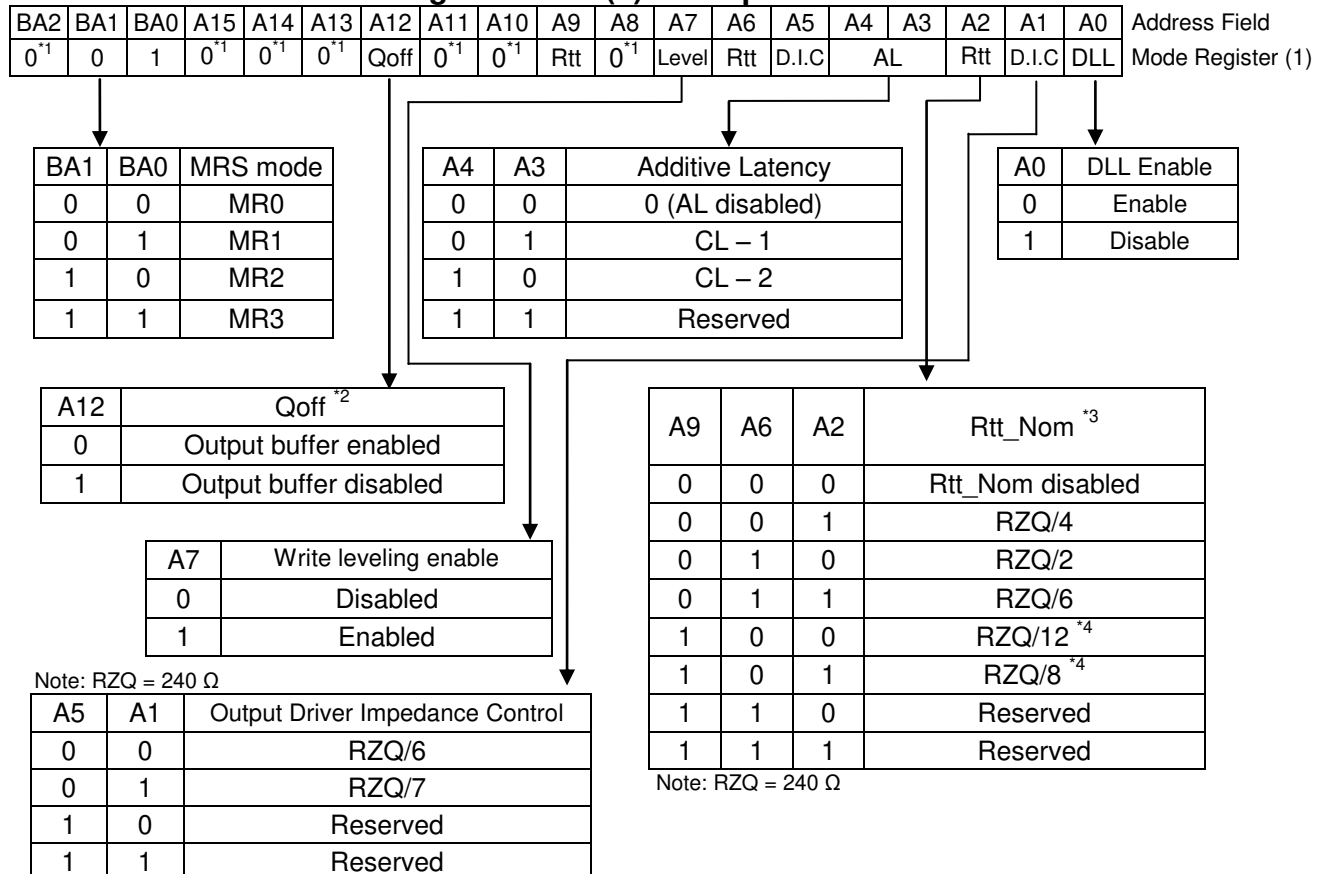 BA2 BA1 BA0 A15 A14 A13 A12 A11 A10 A9 A8 A7 A6 A5 A4 A3 A2 A1 A0 Address Field
0*1 0 1 0*1 0*1 0*1 Qoff 0*1 0*1 Rtt 0*1 Level Rtt D.I.C AL Rtt D.I.C DLL Mode Register (1)
BA1 BA0 MRS mode
0 0 MR0
0 1 MR1
1 0 MR2
1 1 MR3
A4 A3 Additive Latency
0 0 0 (AL disabled)
0 1 CL – 1
1 0 CL – 2
1 1 Reserved
A0 DLL Enable
0 Enable
1 Disable
A12 Qoff *2
0 Output buffer enabled
1 Output buffer disabled
A9 A6 A2 Rtt_Nom *3
0 0 0 Rtt_Nom disabled
0 0 1 RZQ/4
0 1 0 RZQ/2
0 1 1 RZQ/6
1 0 0 RZQ/12 *4
1 0 1 RZQ/8 *4
1 1 0 Reserved
1 1 1 Reserved
Note: RZQ = 240 Ω
A7 Write leveling enable
0 Disabled
1 Enabled
Note: RZQ = 240 Ω
A5 A1 Output Driver Impedance Control
0 0 RZQ/6
0 1 RZQ/7
1 0 Reserved
1 1 Reserved